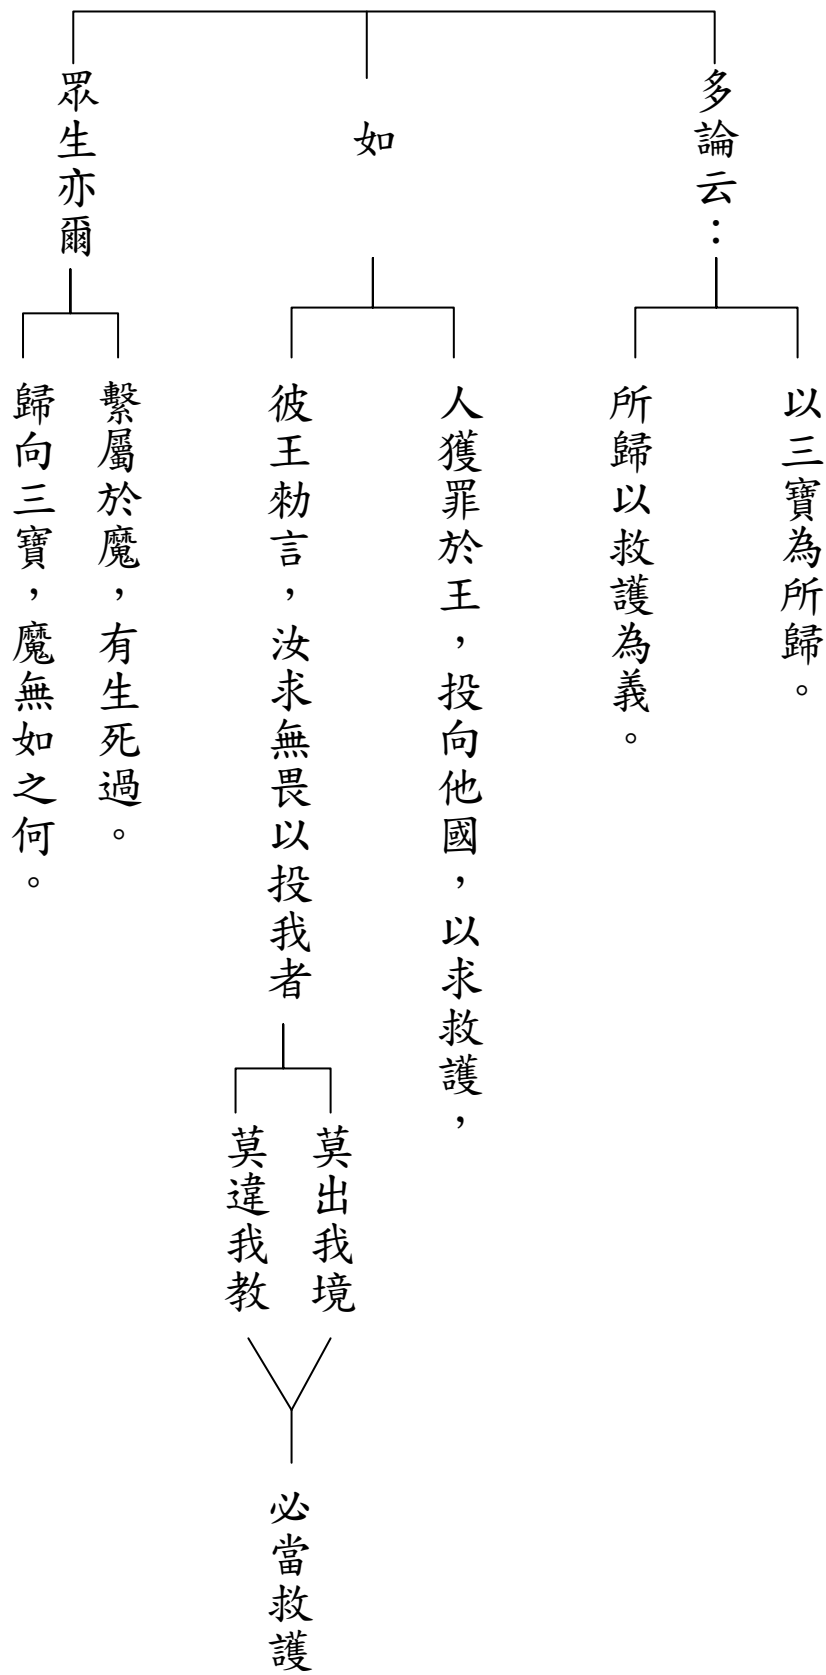 多論云：
以三寶為所歸。
所歸以救護為義。
如
人獲罪於王，投向他國，以求救護，
彼王勑言，汝求無畏以投我者
莫出我境
莫違我教
必當救護
眾生亦爾
繫屬於魔，有生死過。
歸向三寶，魔無如之何。